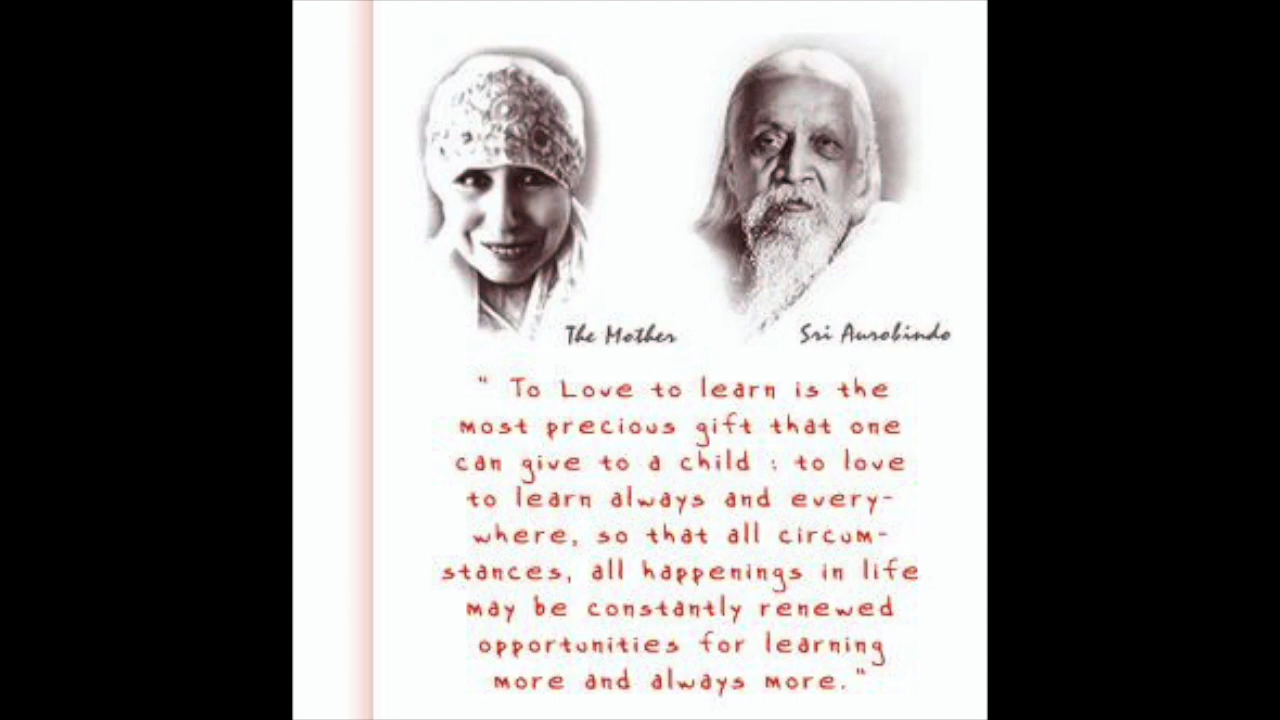 The Mother
Sri Aurobindo
" To Love to learn is the
most precious gift that one
can give to a child : to love
to learn always and every-
where, so that all circum-
stances, all happenings in life
may be constantly renewed
opportunities for learning
more and always more."